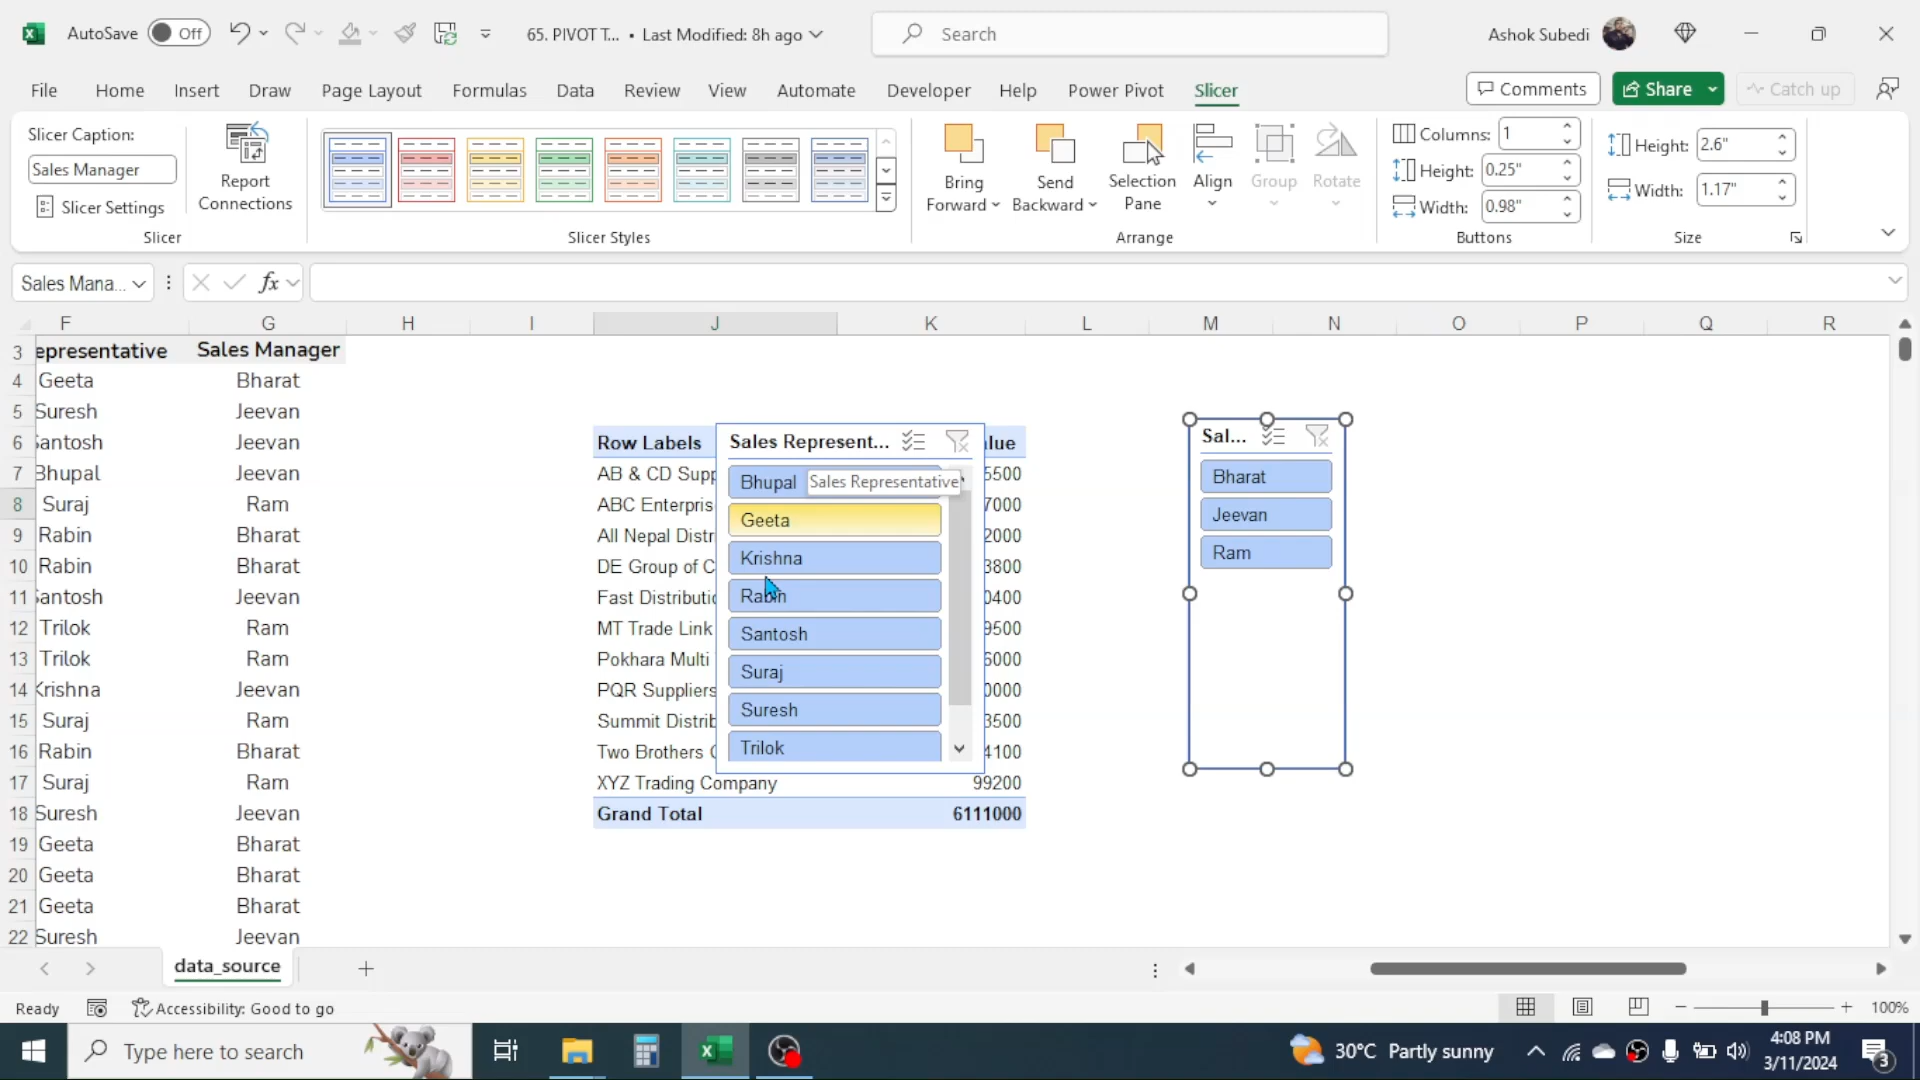 AutoSave Off
65. PIVOT T... • Last Modified: 8h ago
Search
Ashok Subedi
File Home Insert Draw Page Layout Formulas Data Review View Automate Developer Help Power Pivot Slicer
Comments Share Catch up
Slicer Caption:
Sales Manager
Slicer Settings
Report Connections
Slicer
Slicer Styles
Bring Forward
Send Backward
Selection Pane
Align
Group
Rotate
Arrange
Columns: 1
Height: 0.25"
Width: 0.98"
Buttons
Height: 2.6"
Width: 1.17"
Size
Sales Mana...
fx
F G H I J K L M N O P Q R
3 epresentative Sales Manager
4 Geeta Bharat
5 Suresh Jeevan
6 Santosh Jeevan
7 Bhupal Jeevan
8 Suraj Ram
9 Rabin Bharat
10 Rabin Bharat
11 Santosh Jeevan
12 Trilok Ram
13 Trilok Ram
14 Krishna Jeevan
15 Suraj Ram
16 Rabin Bharat
17 Suraj Ram
18 Suresh Jeevan
19 Geeta Bharat
20 Geeta Bharat
21 Geeta Bharat
22 Suresh Jeevan
Row Labels alue
AB & CD Supp 5500
ABC Enterpris 7000
All Nepal Distr 2000
DE Group of C 3800
Fast Distributio 0400
MT Trade Link 9500
Pokhara Multi 6000
PQR Suppliers 0000
Summit Distrib 3500
Two Brothers 4100
XYZ Trading Company 99200
Grand Total 6111000
Sales Represent...
Bhupal
Sales Representative
Geeta
Krishna
Rabin
Santosh
Suraj
Suresh
Trilok
Sal...
Bharat
Jeevan
Ram
data_source
Ready
Accessibility: Good to go
100%
Type here to search
30°C Partly sunny
4:08 PM
3/11/2024
3